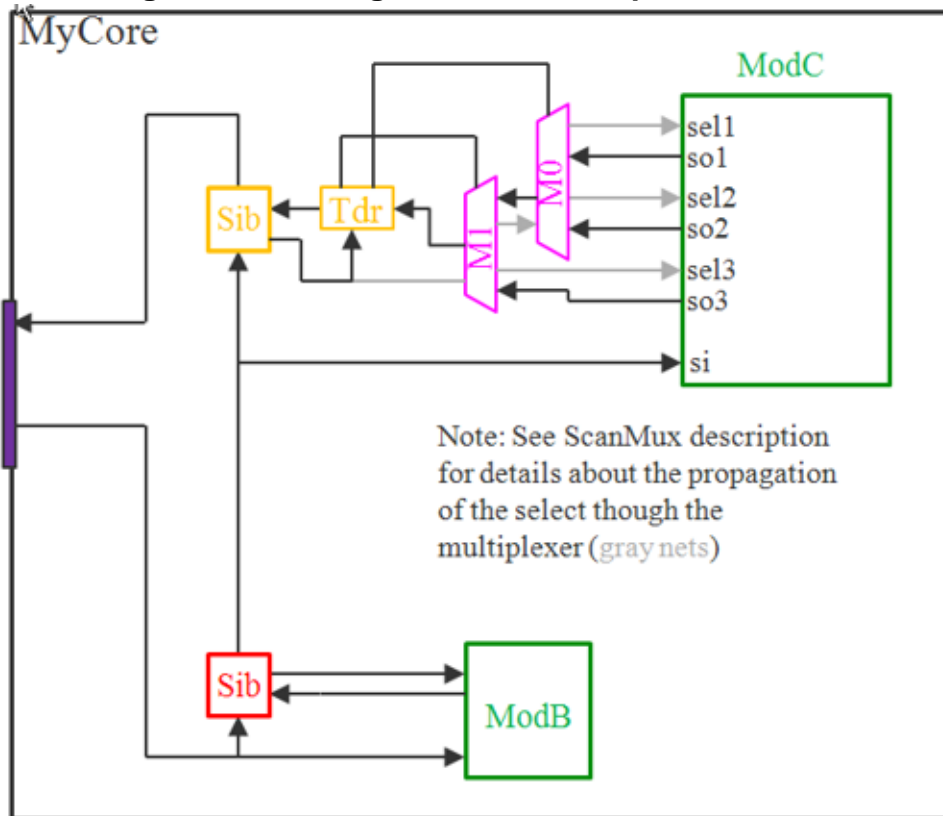 MyCore
ModC
sel1
so1
M0
sel2
so2
Sib
Tdr
M1
sel3
so3
si
Note: See ScanMux description
for details about the propagation
of the select though the
multiplexer (gray nets)
Sib
ModB